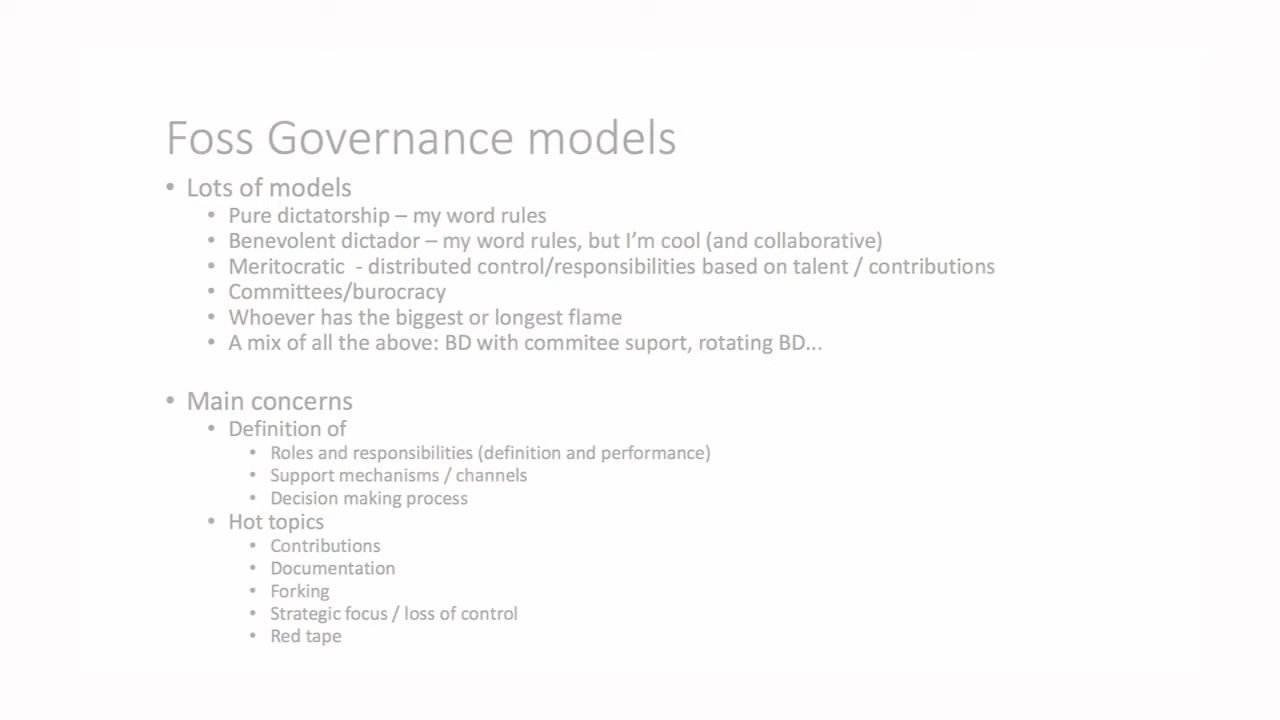 Foss Governance models
• Lots of models
• Pure dictatorship – my word rules
• Benevolent dictador – my word rules, but I'm cool (and collaborative)
• Meritocratic  - distributed control/responsibilities based on talent / contributions
• Committees/burocracy
• Whoever has the biggest or longest flame
• A mix of all the above: BD with commitee suport, rotating BD...
• Main concerns
• Definition of
• Roles and responsibilities (definition and performance)
• Support mechanisms / channels
• Decision making process
• Hot topics
• Contributions
• Documentation
• Forking
• Strategic focus / loss of control
• Red tape